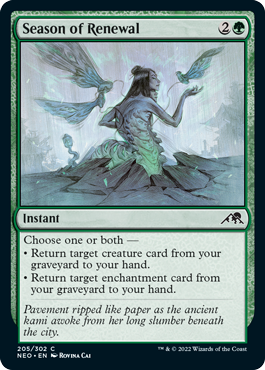 Season of Renewal 2
Instant
Choose one or both —
• Return target creature card from your
graveyard to your hand.
• Return target enchantment card from
your graveyard to your hand.
Pavement ripped like paper as the ancient
kami awoke from her long slumber beneath
the city.
205/302 C
NEO • EN Rovina Cai
™ & © 2022 Wizards of the Coast